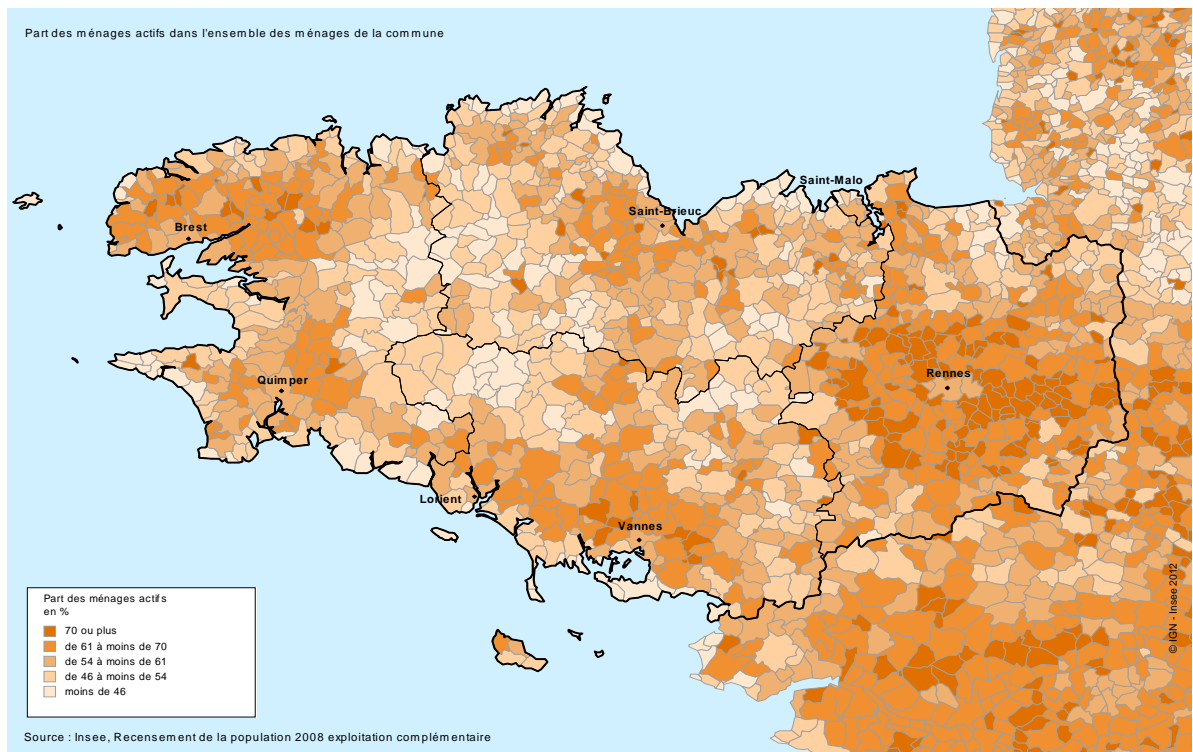 Part des ménages actifs dans l'ensemble des ménages de la commune
Saint-Malo
Saint-Brieuc
Brest
Rennes
Quimper
Lorient
Vannes
Part des ménages actifs
en %
70 ou plus
de 61 à moins de 70
de 54 à moins de 61
de 46 à moins de 54
moins de 46
© IGN - Insee 2012
Source : Insee, Recensement de la population 2008 exploitation complémentaire